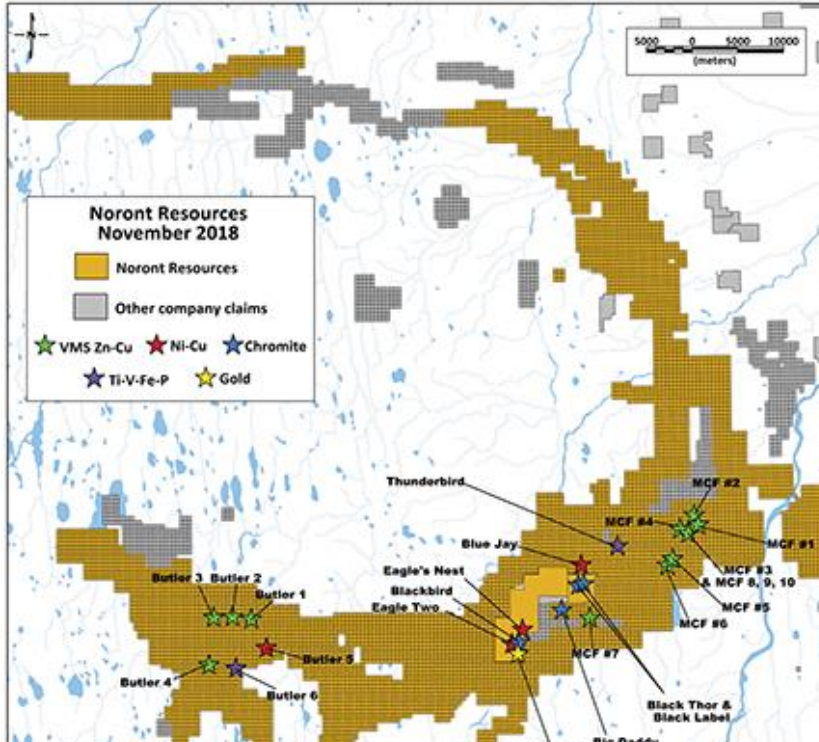 5000 0 5000 10000
(meters)
Noront Resources
November 2018
Noront Resources
Other company claims
VMS Zn-Cu Ni-Cu Chromite
Ti-V-Fe-P Gold
Thunderbird
MCF #2
MCF #4
MCF #1
Blue Jay
MCF #3
& MCF 8, 9, 10
Eagle's Nest
Blackbird
Eagle Two
MCF #5
MCF #6
MCF #7
Butler 3
Butler 2
Butler 1
Butler 5
Butler 4
Butler 6
Black Thor &
Black Label
Big Daddy